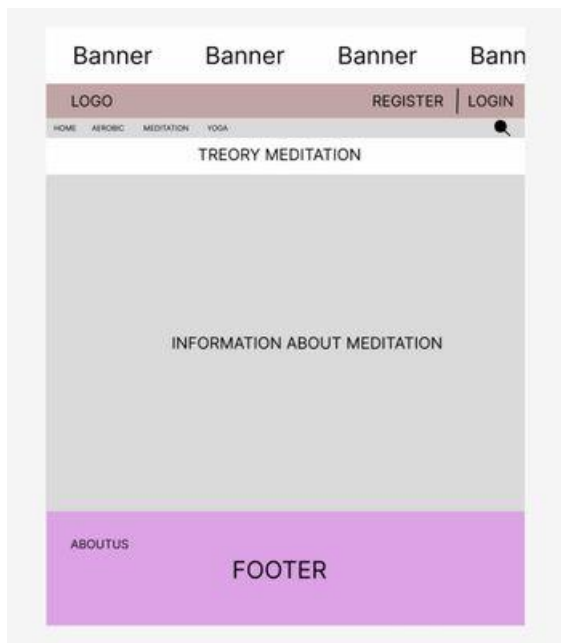 Banner Banner Banner Bann
LOGO REGISTER | LOGIN
HOME AEROBIC MEDITATION YOGA
TREORY MEDITATION
INFORMATION ABOUT MEDITATION
ABOUTUS
FOOTER